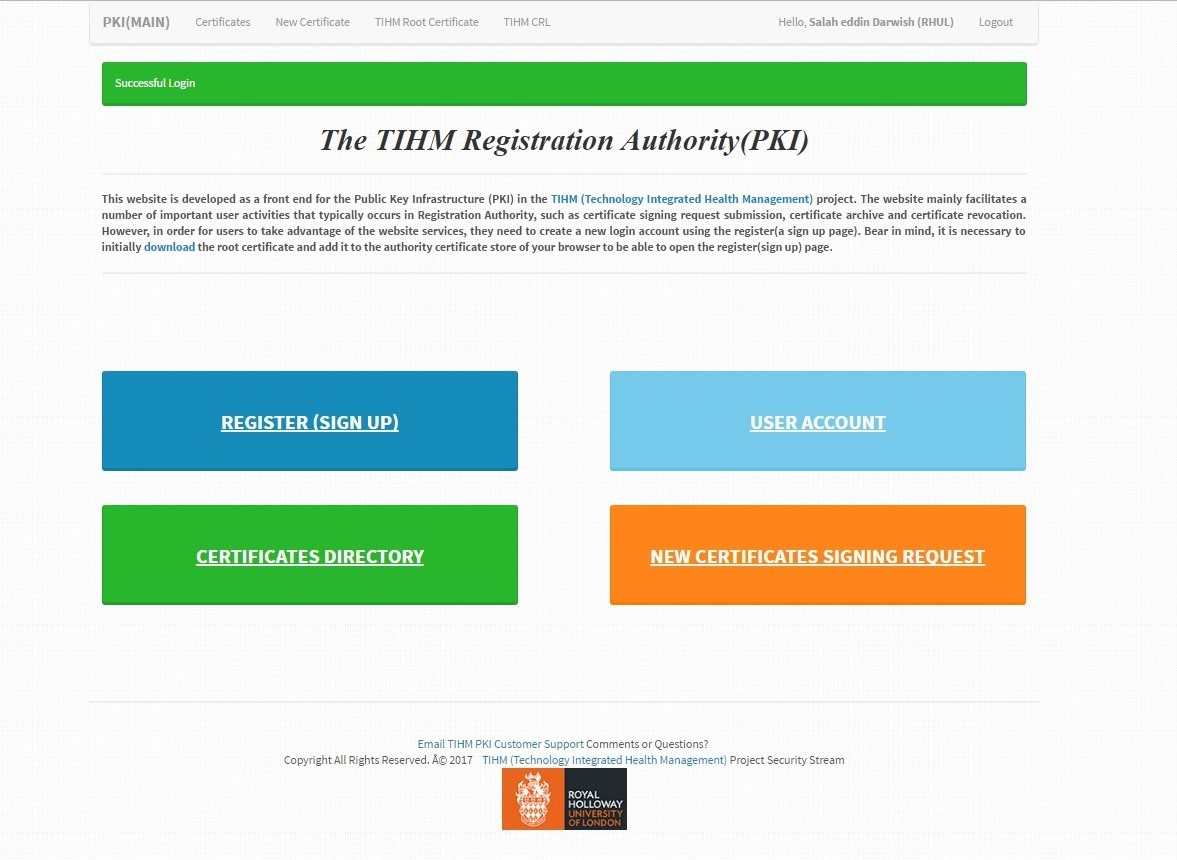 PKI(MAIN) Certificates New Certificate TIHM Root Certificate TIHM CRL Hello, Salah eddin Darwish (RHUL) Logout
Successful Login
The TIHM Registration Authority(PKI)
This website is developed as a front end for the Public Key Infrastructure (PKI) in the TIHM (Technology Integrated Health Management) project. The website mainly facilitates a
number of important user activities that typically occurs in Registration Authority, such as certificate signing request submission, certificate archive and certificate revocation.
However, in order for users to take advantage of the website services, they need to create a new login account using the register(a sign up page). Bear in mind, it is necessary to
initially download the root certificate and add it to the authority certificate store of your browser to be able to open the register(sign up) page.
REGISTER (SIGN UP)
USER ACCOUNT
CERTIFICATES DIRECTORY
NEW CERTIFICATES SIGNING REQUEST
Email TIHM PKI Customer Support Comments or Questions?
Copyright All Rights Reserved. Â© 2017 TIHM (Technology Integrated Health Management) Project Security Stream
ROYAL
HOLLOWAY
UNIVERSITY
OF LONDON